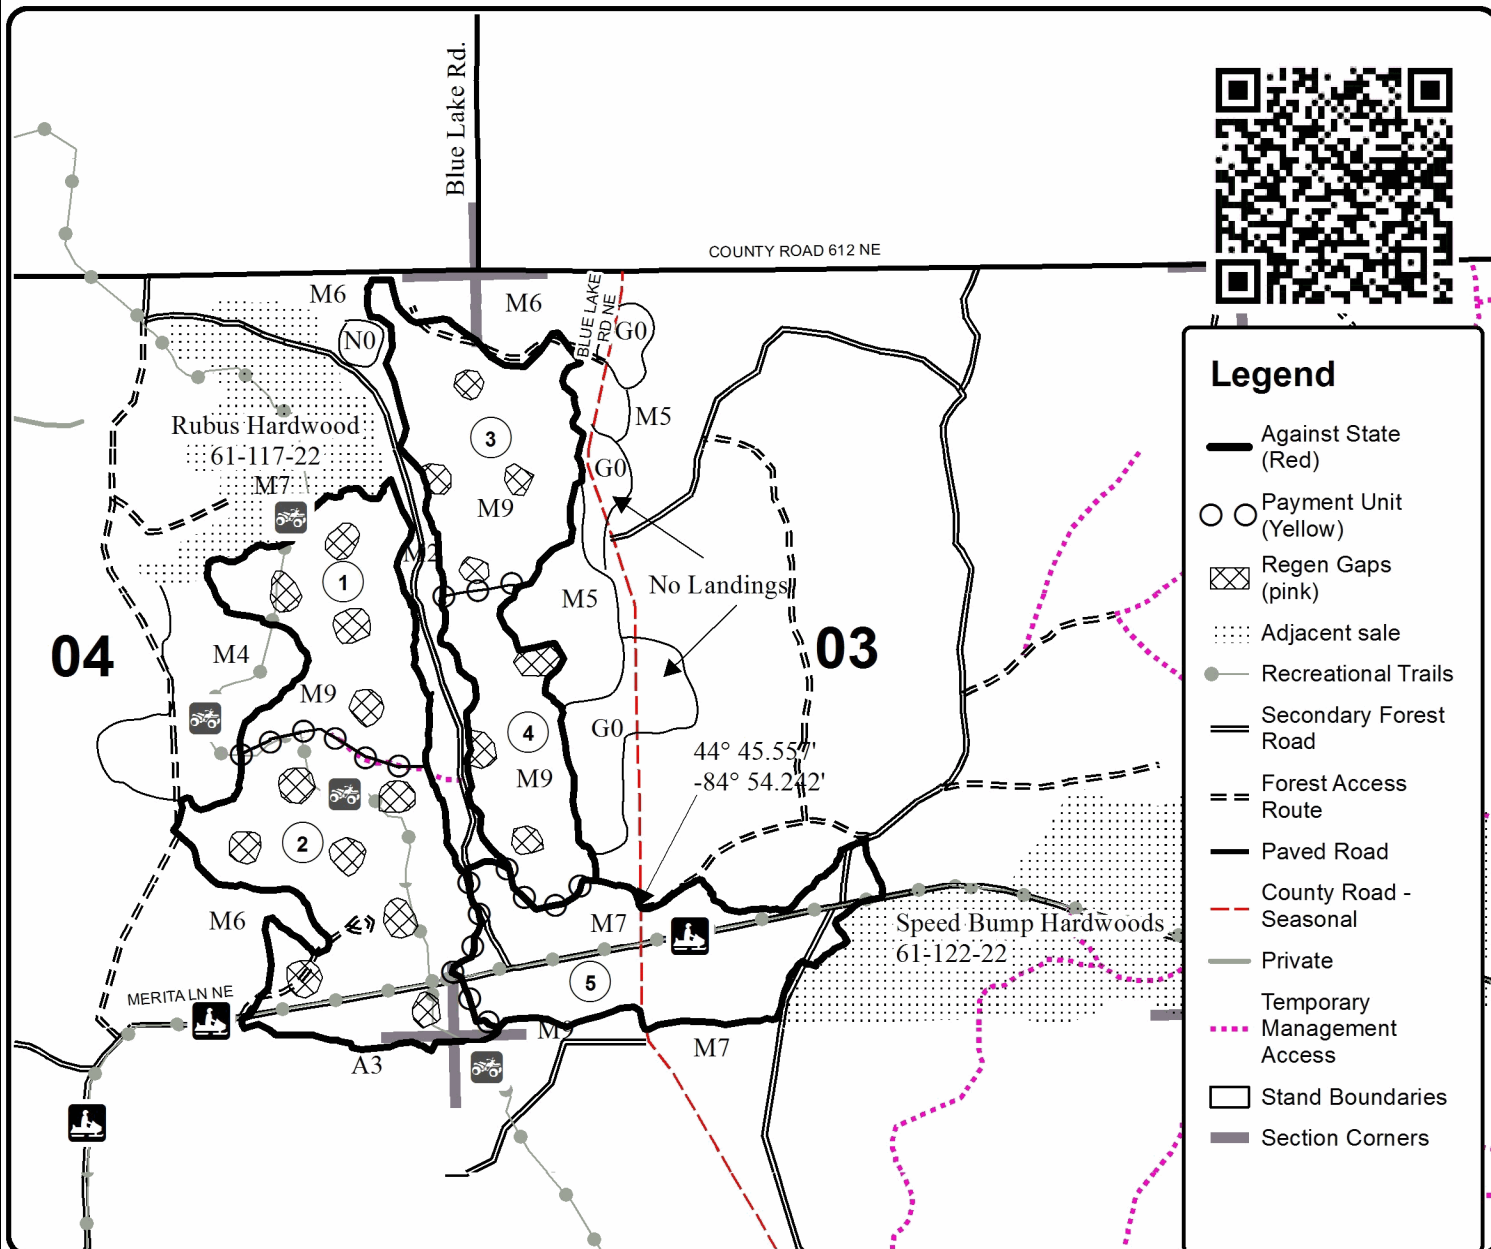 Blue Lake Rd.
COUNTY ROAD 612 NE
M6
M6
BLUE LAKE
RD NE
G0
N0
M5
Rubus Hardwood
61-117-22
M7
3
G0
M9
M2
1
M5
No Landings
04
03
M4
M9
4
G0
44° 45.557'
-84° 54.242'
M9
2
M6
M7
Speed Bump Hardwoods
61-122-22
5
MERITA LN NE
M9
M7
A3
Legend
Against State
(Red)
Payment Unit
(Yellow)
Regen Gaps
(pink)
Adjacent sale
Recreational Trails
Secondary Forest
Road
Forest Access
Route
Paved Road
County Road -
Seasonal
Private
Temporary
Management
Access
Stand Boundaries
Section Corners